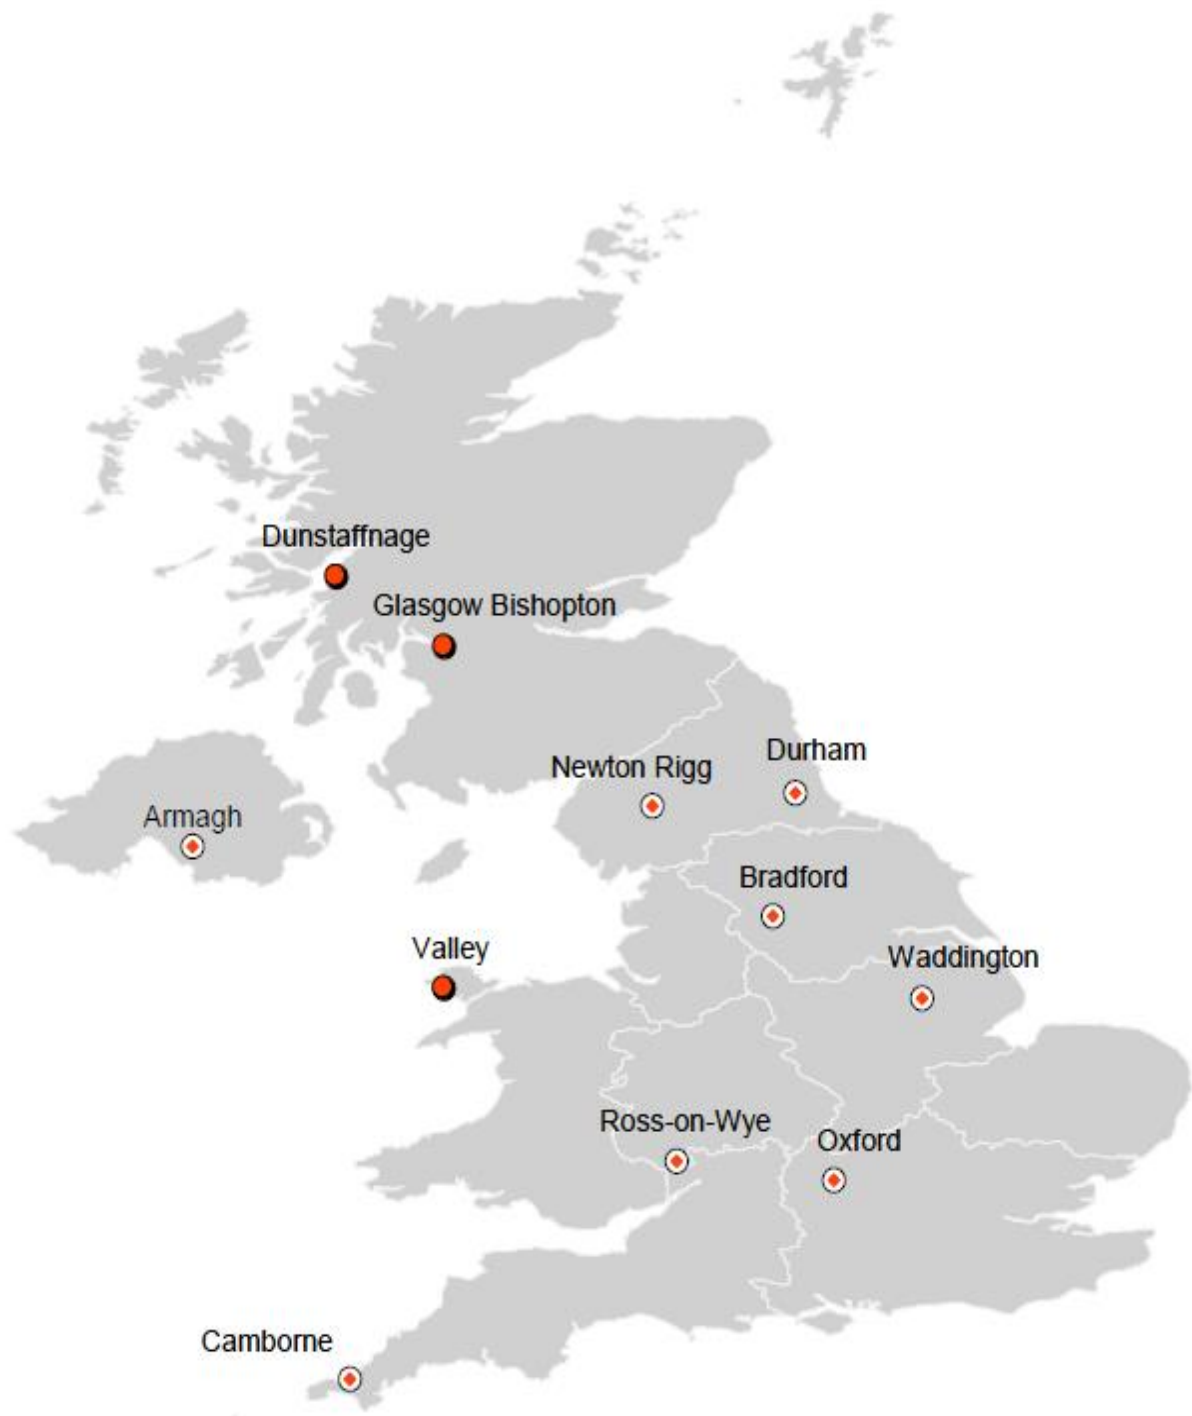 Dunstaffnage
Glasgow Bishopton
Durham
Newton Rigg
Armagh
Bradford
Valley
Waddington
Ross-on-Wye
Oxford
Camborne